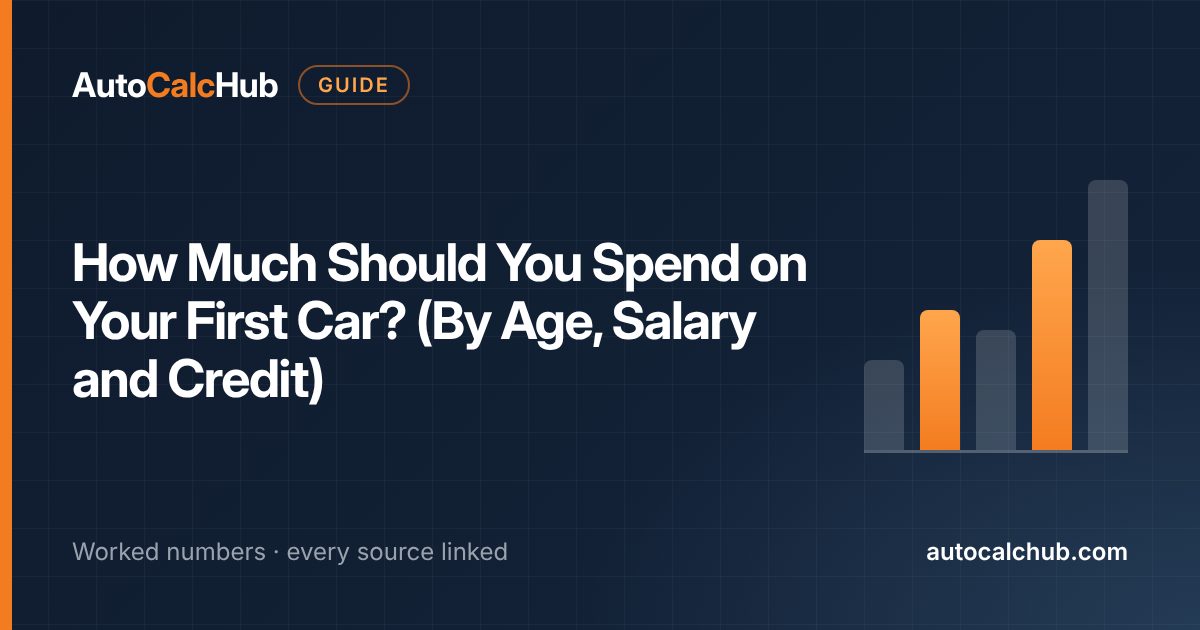 AutoCalcHub GUIDE
How Much Should You Spend on
Your First Car? (By Age, Salary
and Credit)
Worked numbers · every source linked
autocalchub.com